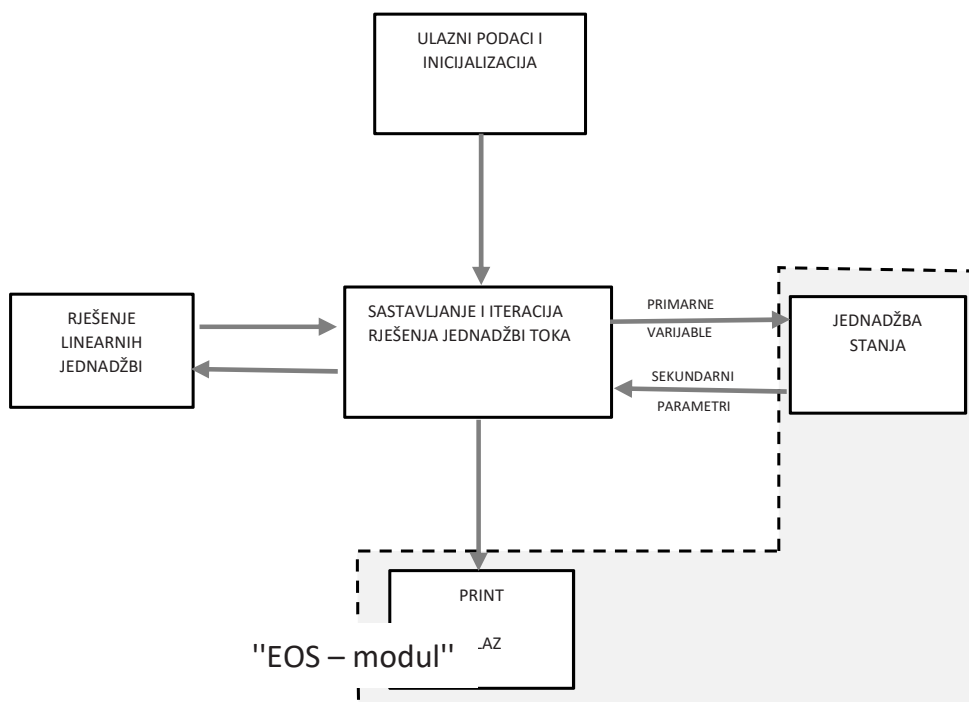 ULAZNI PODACI I
INICIJALIZACIJA
RJEŠENJE
LINEARNIH
JEDNADŽBI
SASTAVLJANJE I ITERACIJA
RJEŠENJA JEDNADŽBI TOKA
PRIMARNE
VARIJABLE
SEKUNDARNI
PARAMETRI
JEDNADŽBA
STANJA
PRINT
"EOS – modul"